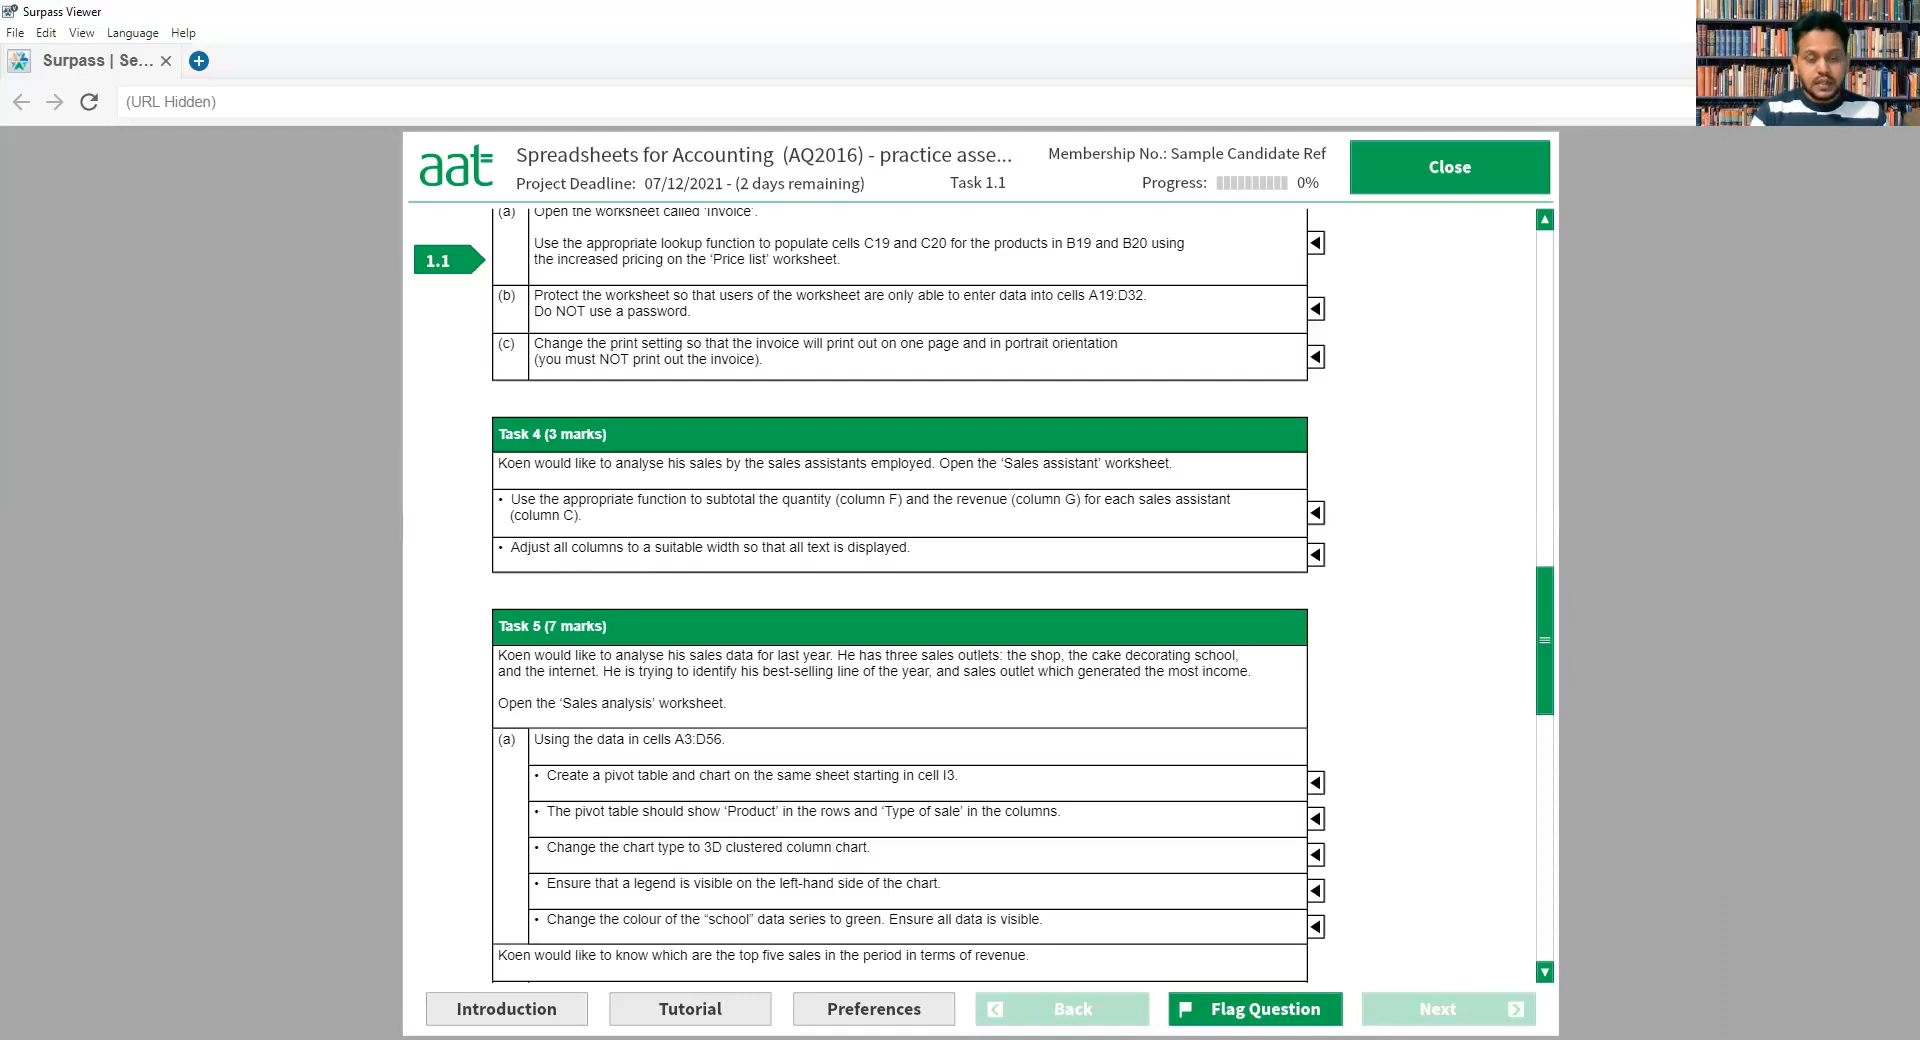 Surpass Viewer
File Edit View Language Help
Surpass | Se...
(URL Hidden)
aat
Spreadsheets for Accounting (AQ2016) - practice asse...
Membership No.: Sample Candidate Ref
Close
Project Deadline: 07/12/2021 - (2 days remaining)
Task 1.1
Progress: 0%
1.1
(a) Open the worksheet called ‘Invoice’.
Use the appropriate lookup function to populate cells C19 and C20 for the products in B19 and B20 using
the increased pricing on the ‘Price list’ worksheet.
(b) Protect the worksheet so that users of the worksheet are only able to enter data into cells A19:D32.
Do NOT use a password.
(c) Change the print setting so that the invoice will print out on one page and in portrait orientation
(you must NOT print out the invoice).
Task 4 (3 marks)
Koen would like to analyse his sales by the sales assistants employed. Open the ‘Sales assistant’ worksheet.
• Use the appropriate function to subtotal the quantity (column F) and the revenue (column G) for each sales assistant
(column C).
• Adjust all columns to a suitable width so that all text is displayed.
Task 5 (7 marks)
Koen would like to analyse his sales data for last year. He has three sales outlets: the shop, the cake decorating school,
and the internet. He is trying to identify his best-selling line of the year, and sales outlet which generated the most income.
Open the ‘Sales analysis’ worksheet.
(a) Using the data in cells A3:D56.
• Create a pivot table and chart on the same sheet starting in cell I3.
• The pivot table should show ‘Product’ in the rows and ‘Type of sale’ in the columns.
• Change the chart type to 3D clustered column chart.
• Ensure that a legend is visible on the left-hand side of the chart.
• Change the colour of the “school” data series to green. Ensure all data is visible.
Koen would like to know which are the top five sales in the period in terms of revenue.
Introduction
Tutorial
Preferences
Back
Flag Question
Next